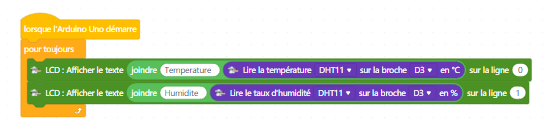 lorsque l'Arduino Uno démarre
pour toujours
LCD : Afficher le texte joindre Temperature Lire la température DHT11 sur la broche D3 en °C sur la ligne 0
LCD : Afficher le texte joindre Humidite Lire le taux d'humidité DHT11 sur la broche D3 en % sur la ligne 1